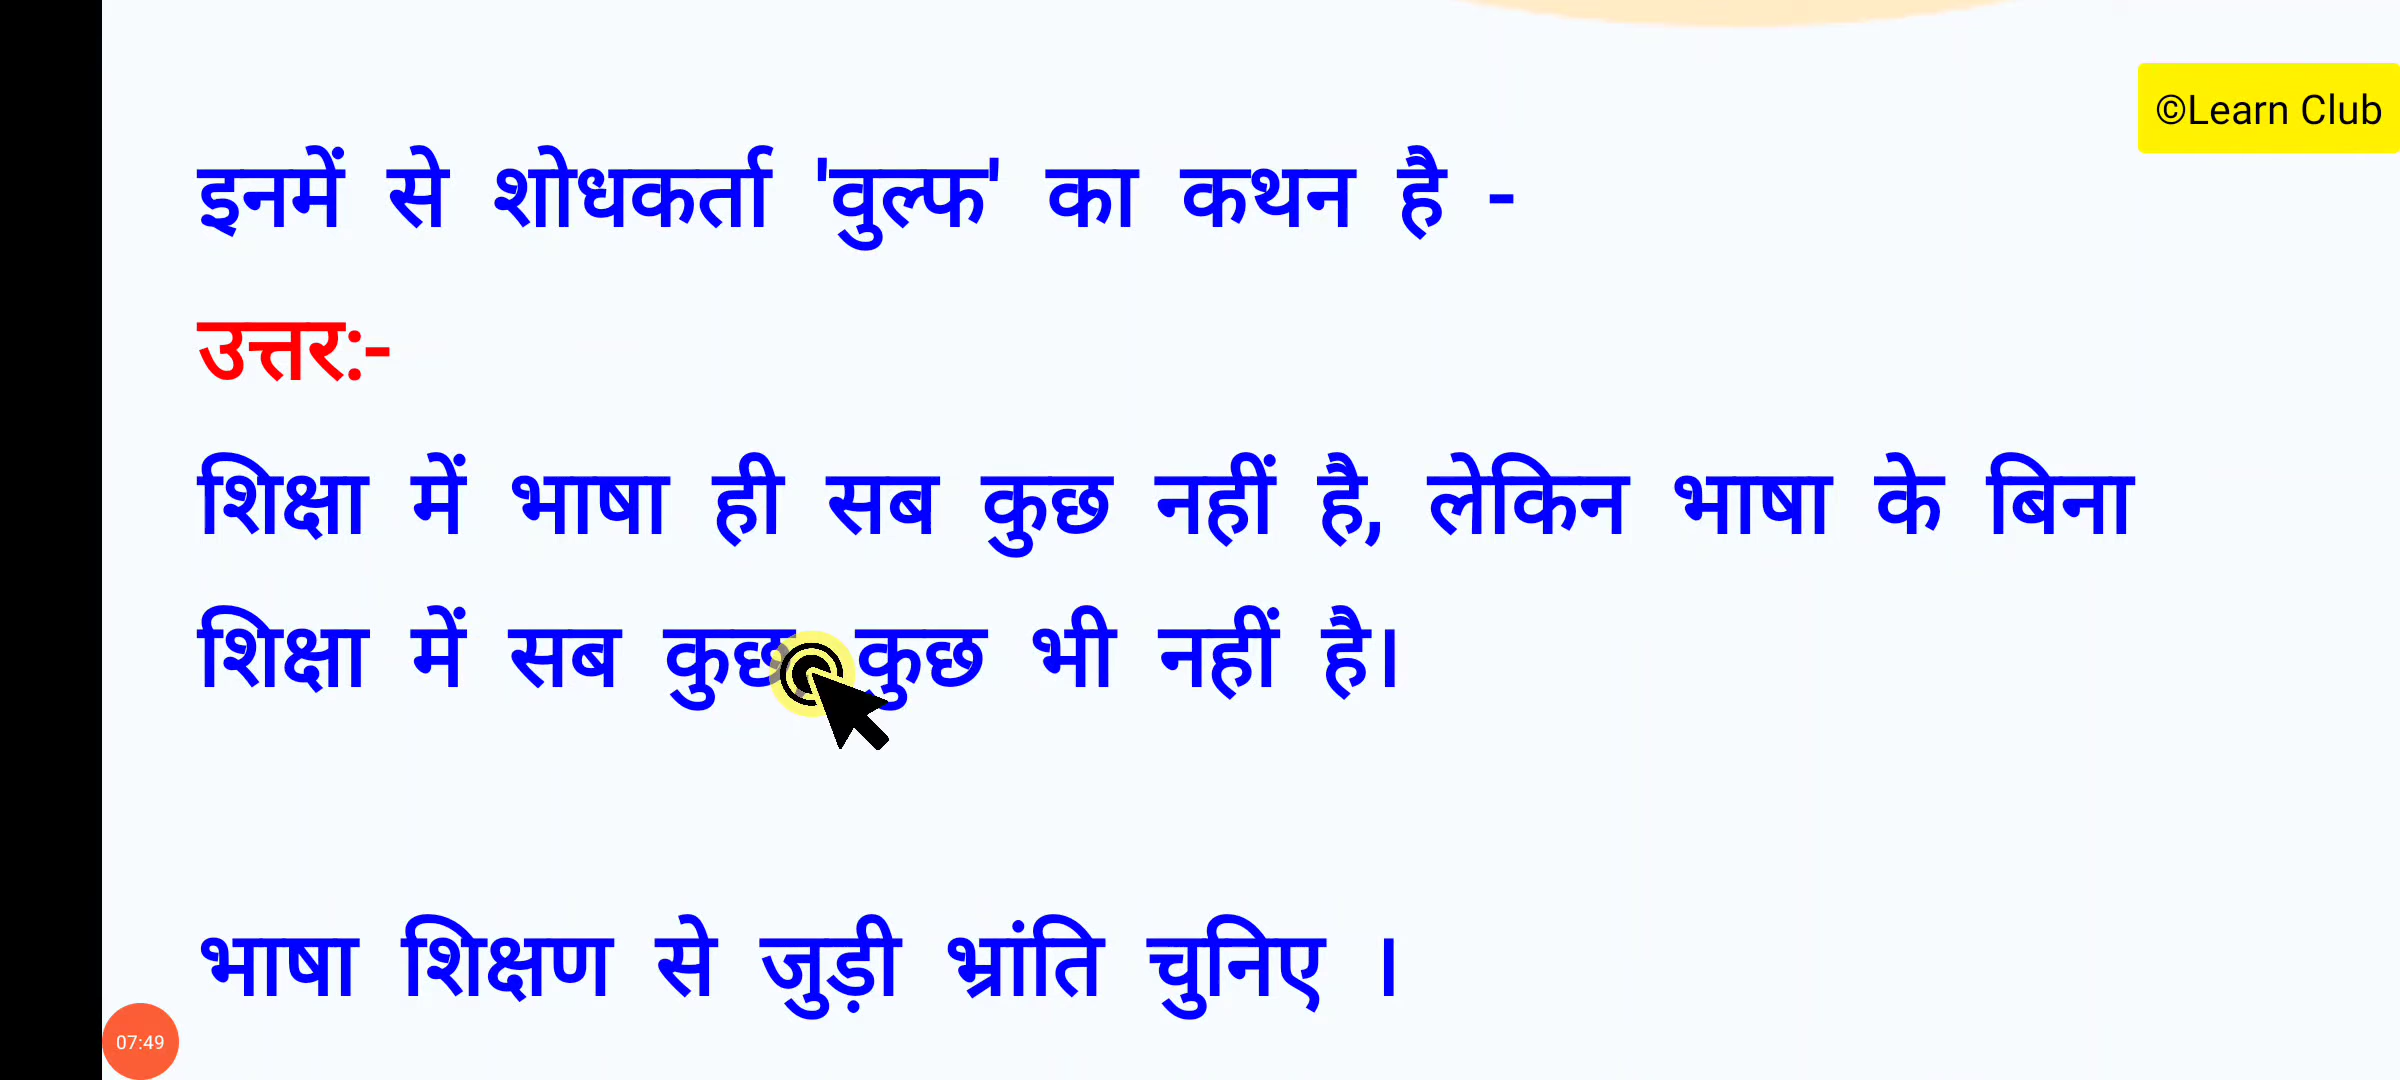 ©Learn Club
इनमें से शोधकर्ता 'वुल्फ' का कथन है -
उत्तर:-
शिक्षा में भाषा ही सब कुछ नहीं है, लेकिन भाषा के बिना
शिक्षा में सब कुछ, कुछ भी नहीं है।
भाषा शिक्षण से जुड़ी भ्रांति चुनिए ।
07:49